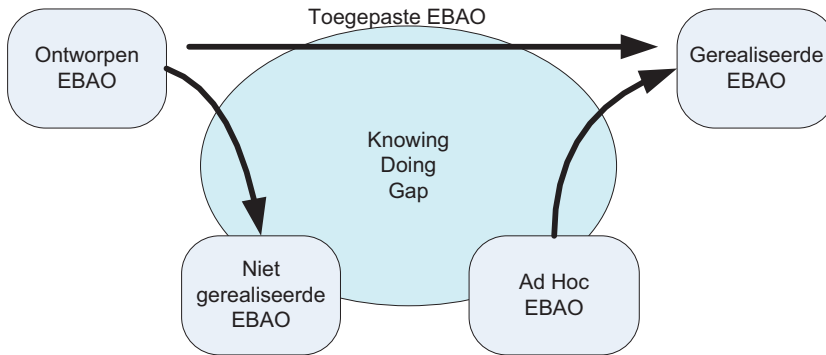 Toegepaste EBAO
Ontworpen
EBAO
Gerealiseerde
EBAO
Knowing
Doing
Gap
Niet
gerealiseerde
EBAO
Ad Hoc
EBAO